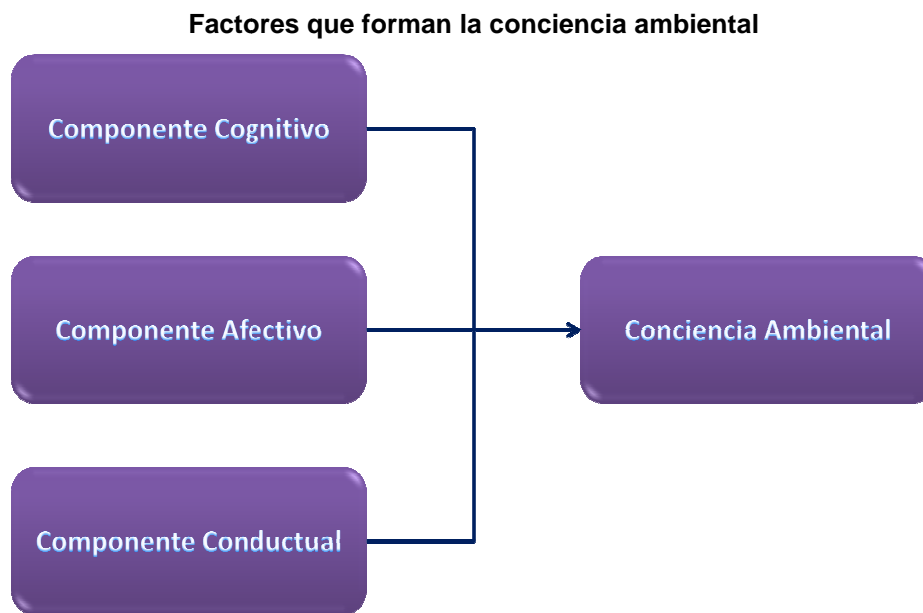 Factores que forman la conciencia ambiental
Componente Cognitivo
Componente Afectivo
Conciencia Ambiental
Componente Conductual